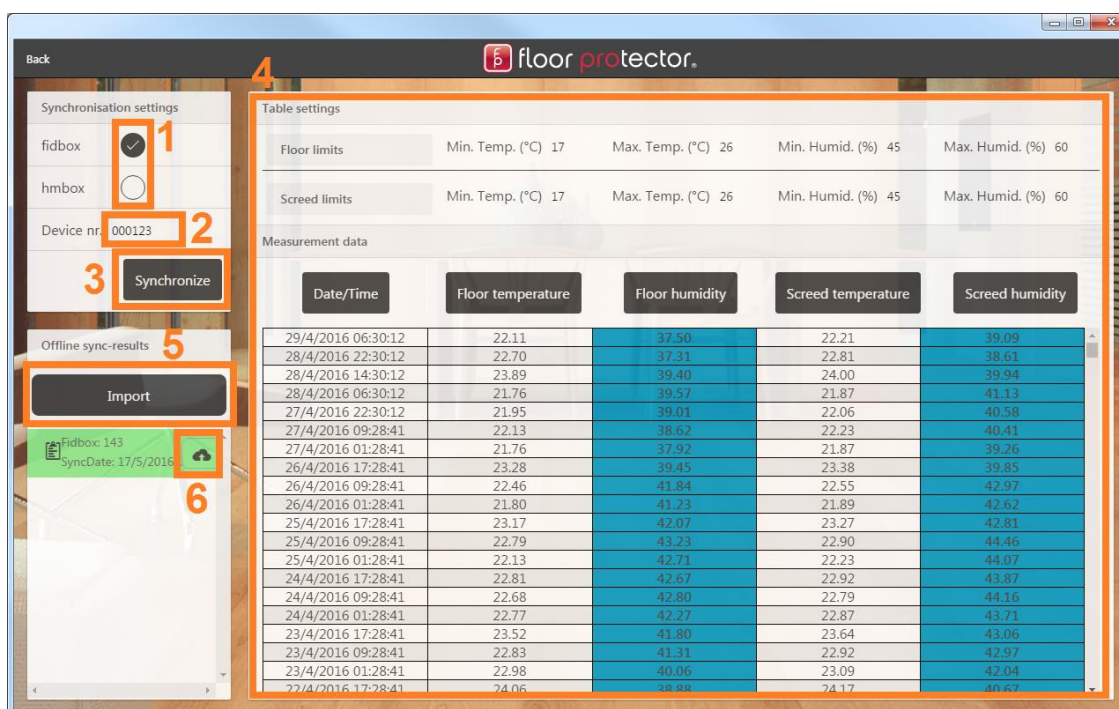 Back
floor protector®
4
Synchronisation settings
fidbox
1
hmbox
Device nr. 000123
2
3
Synchronize
Offline sync-results
5
Import
Fidbox: 143
SyncDate: 17/5/2016
6
Table settings
Floor limits Min. Temp. (°C) 17 Max. Temp. (°C) 26 Min. Humid. (%) 45 Max. Humid. (%) 60
Screed limits Min. Temp. (°C) 17 Max. Temp. (°C) 26 Min. Humid. (%) 45 Max. Humid. (%) 60
Measurement data
Date/Time Floor temperature Floor humidity Screed temperature Screed humidity
29/4/2016 06:30:12 22.11 37.50 22.21 39.09
28/4/2016 22:30:12 22.70 37.31 22.81 38.61
28/4/2016 14:30:12 23.89 39.40 24.00 39.94
28/4/2016 06:30:12 21.76 39.57 21.87 41.13
27/4/2016 22:30:12 21.95 39.01 22.06 40.58
27/4/2016 09:28:41 22.13 38.62 22.23 40.41
27/4/2016 01:28:41 21.76 37.92 21.87 39.26
26/4/2016 17:28:41 23.28 39.45 23.38 39.85
26/4/2016 09:28:41 22.46 41.84 22.55 42.97
26/4/2016 01:28:41 21.80 41.23 21.89 42.62
25/4/2016 17:28:41 23.17 42.07 23.27 42.81
25/4/2016 09:28:41 22.79 43.23 22.90 44.46
25/4/2016 01:28:41 22.13 42.71 22.23 44.07
24/4/2016 17:28:41 22.81 42.67 22.92 43.87
24/4/2016 09:28:41 22.68 42.80 22.79 44.16
24/4/2016 01:28:41 22.77 42.27 22.87 43.71
23/4/2016 17:28:41 23.52 41.80 23.64 43.06
23/4/2016 09:28:41 22.83 41.31 22.92 42.97
23/4/2016 01:28:41 22.98 40.06 23.09 42.04
22/4/2016 17:28:41 24.06 38.88 24.17 40.67